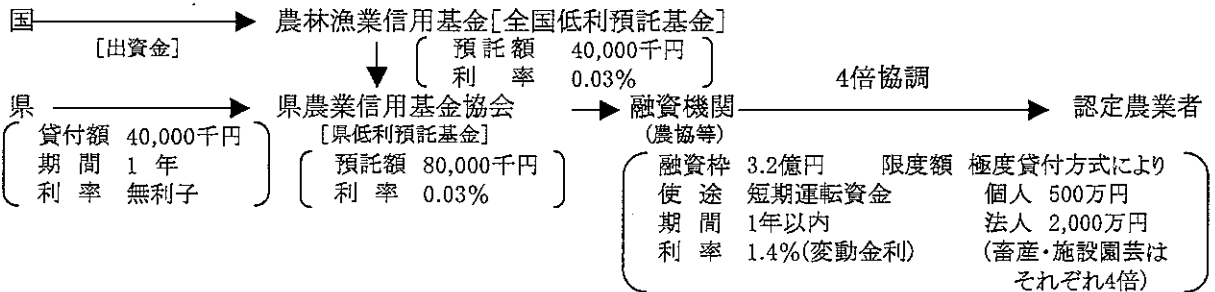 国 農林漁業信用基金[全国低利預託基金]
[出資金]
預託額 40,000千円
利 率 0.03%
4倍協調
県 県農業信用基金協会 融資機関 認定農業者
[県低利預託基金] (農協等)
貸付額 40,000千円
期 間 1 年
利 率 無利子
預託額 80,000千円
利 率 0.03%
融資枠 3.2億円 限度額 極度貸付方式により
使 途 短期運転資金 個人 500万円
期 間 1年以内 法人 2,000万円
利 率 1.4%(変動金利) (畜産・施設園芸は
それぞれ4倍)